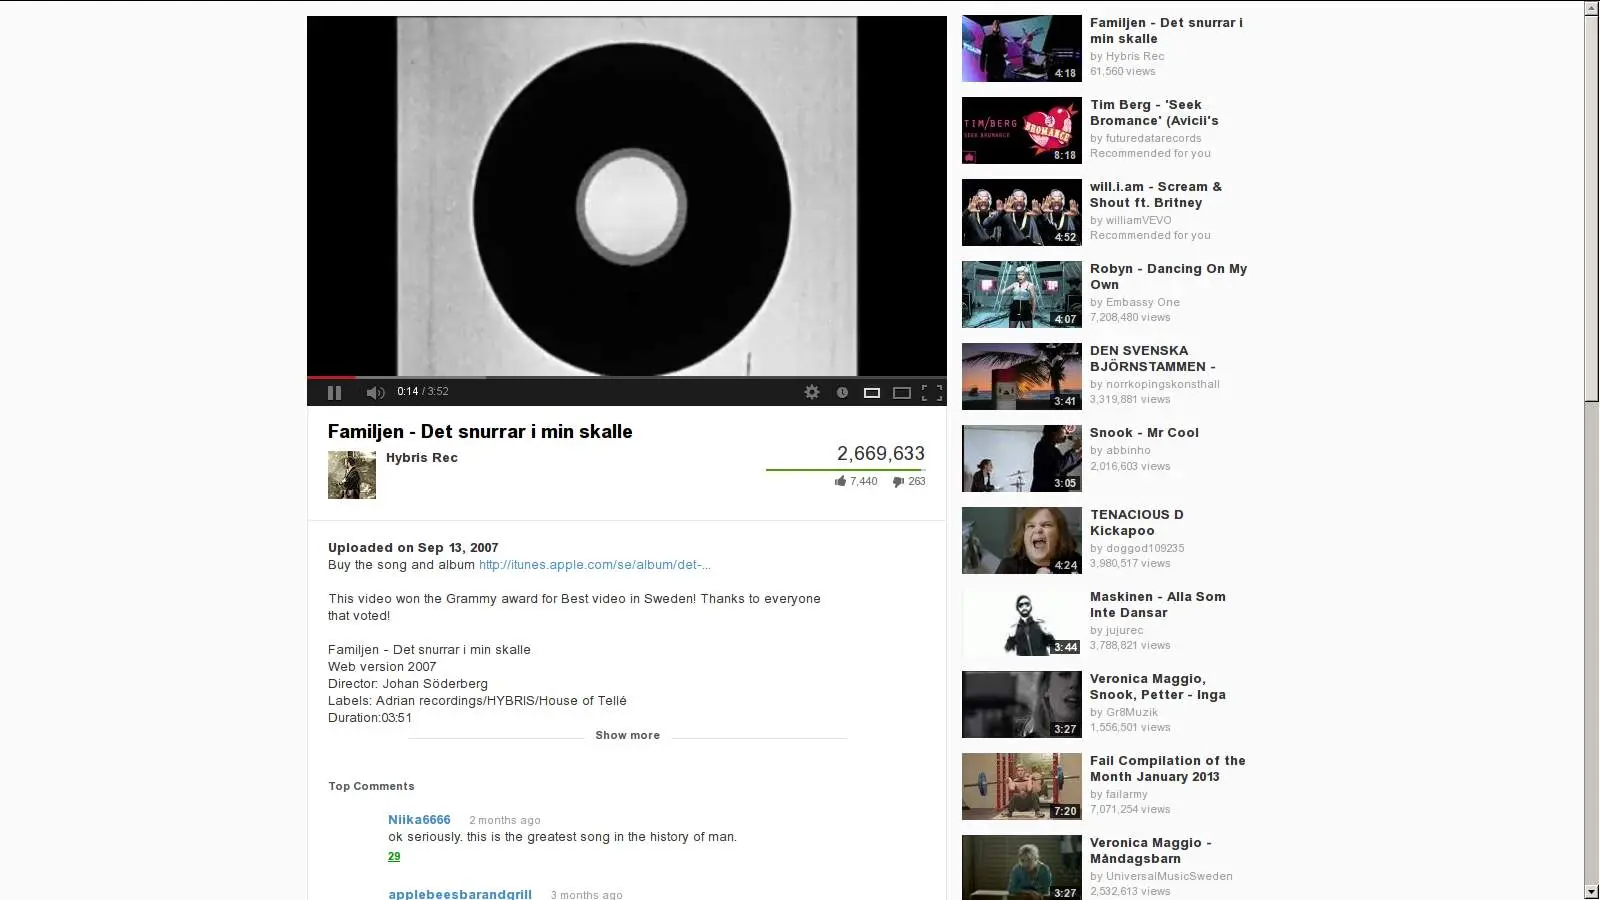 0:14 / 3:52
Familjen - Det snurrar i min skalle
Hybris Rec
2,669,633
7,440 263
Uploaded on Sep 13, 2007
Buy the song and album http://itunes.apple.com/se/album/det-...
This video won the Grammy award for Best video in Sweden! Thanks to everyone
that voted!
Familjen - Det snurrar i min skalle
Web version 2007
Director: Johan Söderberg
Labels: Adrian recordings/HYBRIS/House of Tellé
Duration:03:51
Show more
Top Comments
Niika6666 2 months ago
ok seriously. this is the greatest song in the history of man.
29
applebeesbarandgrill 3 months ago
4:18
Familjen - Det snurrar i
min skalle
by Hybris Rec
61,560 views
TIM/BERG
SEEK BROMANCE
BROMANCE
8:18
Tim Berg - 'Seek
Bromance' (Avicii's
by futuredatarecords
Recommended for you
4:52
will.i.am - Scream &
Shout ft. Britney
by williamVEVO
Recommended for you
4:07
Robyn - Dancing On My
Own
by Embassy One
7,208,480 views
3:41
DEN SVENSKA
BJÖRNSTAMMEN -
by norrkopingskonsthall
3,319,881 views
3:05
Snook - Mr Cool
by abbinho
2,016,603 views
4:24
TENACIOUS D
Kickapoo
by doggod109235
3,980,517 views
3:44
Maskinen - Alla Som
Inte Dansar
by jujurec
3,788,821 views
3:27
Veronica Maggio,
Snook, Petter - Inga
by Gr8Muzik
1,556,501 views
7:20
Fail Compilation of the
Month January 2013
by failarmy
7,071,254 views
3:27
Veronica Maggio -
Måndagsbarn
by UniversalMusicSweden
2,532,613 views